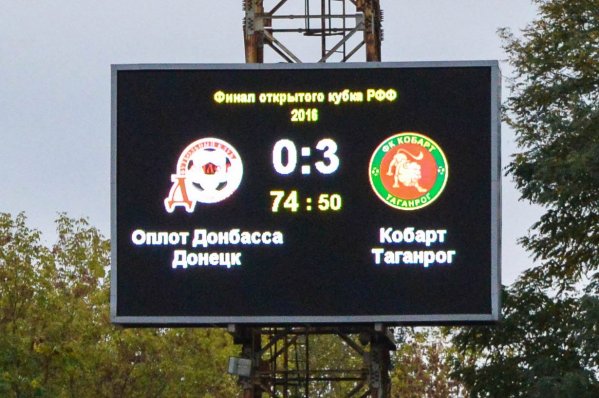 Финал открытого кубка РФФ
2016
0:3
74:50
Оплот Донбасса
Донецк
ФК КОБАРТ
ТАГАНРОГ
Кобарт
Таганрог